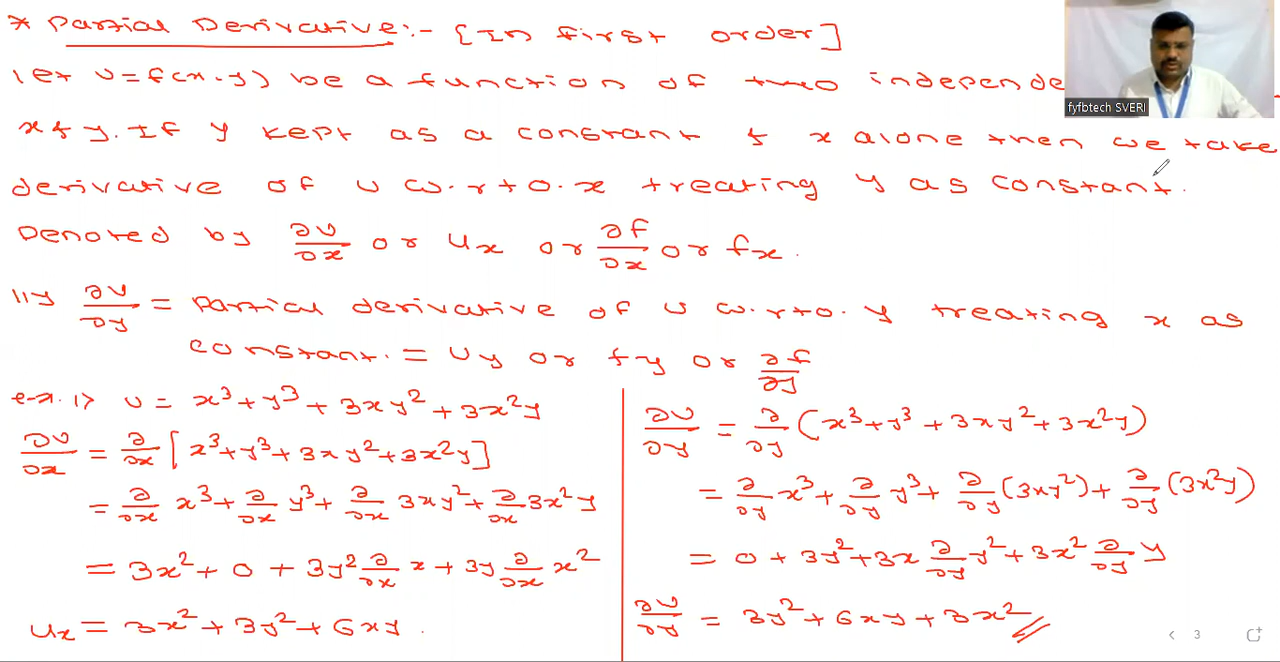 * Partial Derivative:- [In first order]
let u=f(x,y) be a function of two independe
x & y. If y kept as a constant & x alone then we take
derivative of u w.r.to.x treating y as constant.
Denoted by ∂u/∂x or ux or ∂f/∂x or fx.
llly ∂u/∂y = Partial derivative of u w.r.to.y treating x as
constant. = uy or fy or ∂f/∂y
ex.1> u = x³+y³+3xy²+3x²y
∂u/∂x = ∂/∂x [x³+y³+3xy²+3x²y]
= ∂/∂x x³+∂/∂x y³+∂/∂x 3xy²+∂/∂x 3x²y
= 3x²+0+3y² ∂/∂x x+3y ∂/∂x x²
ux = 3x²+3y²+6xy.
∂u/∂y = ∂/∂y (x³+y³+3xy²+3x²y)
= ∂/∂y x³+∂/∂y y³+∂/∂y (3xy²)+∂/∂y (3x²y)
= 0+3y²+3x ∂/∂y y²+3x² ∂/∂y y
∂u/∂y = 3y²+6xy+3x² //
fyfbtech SVERI
< 3